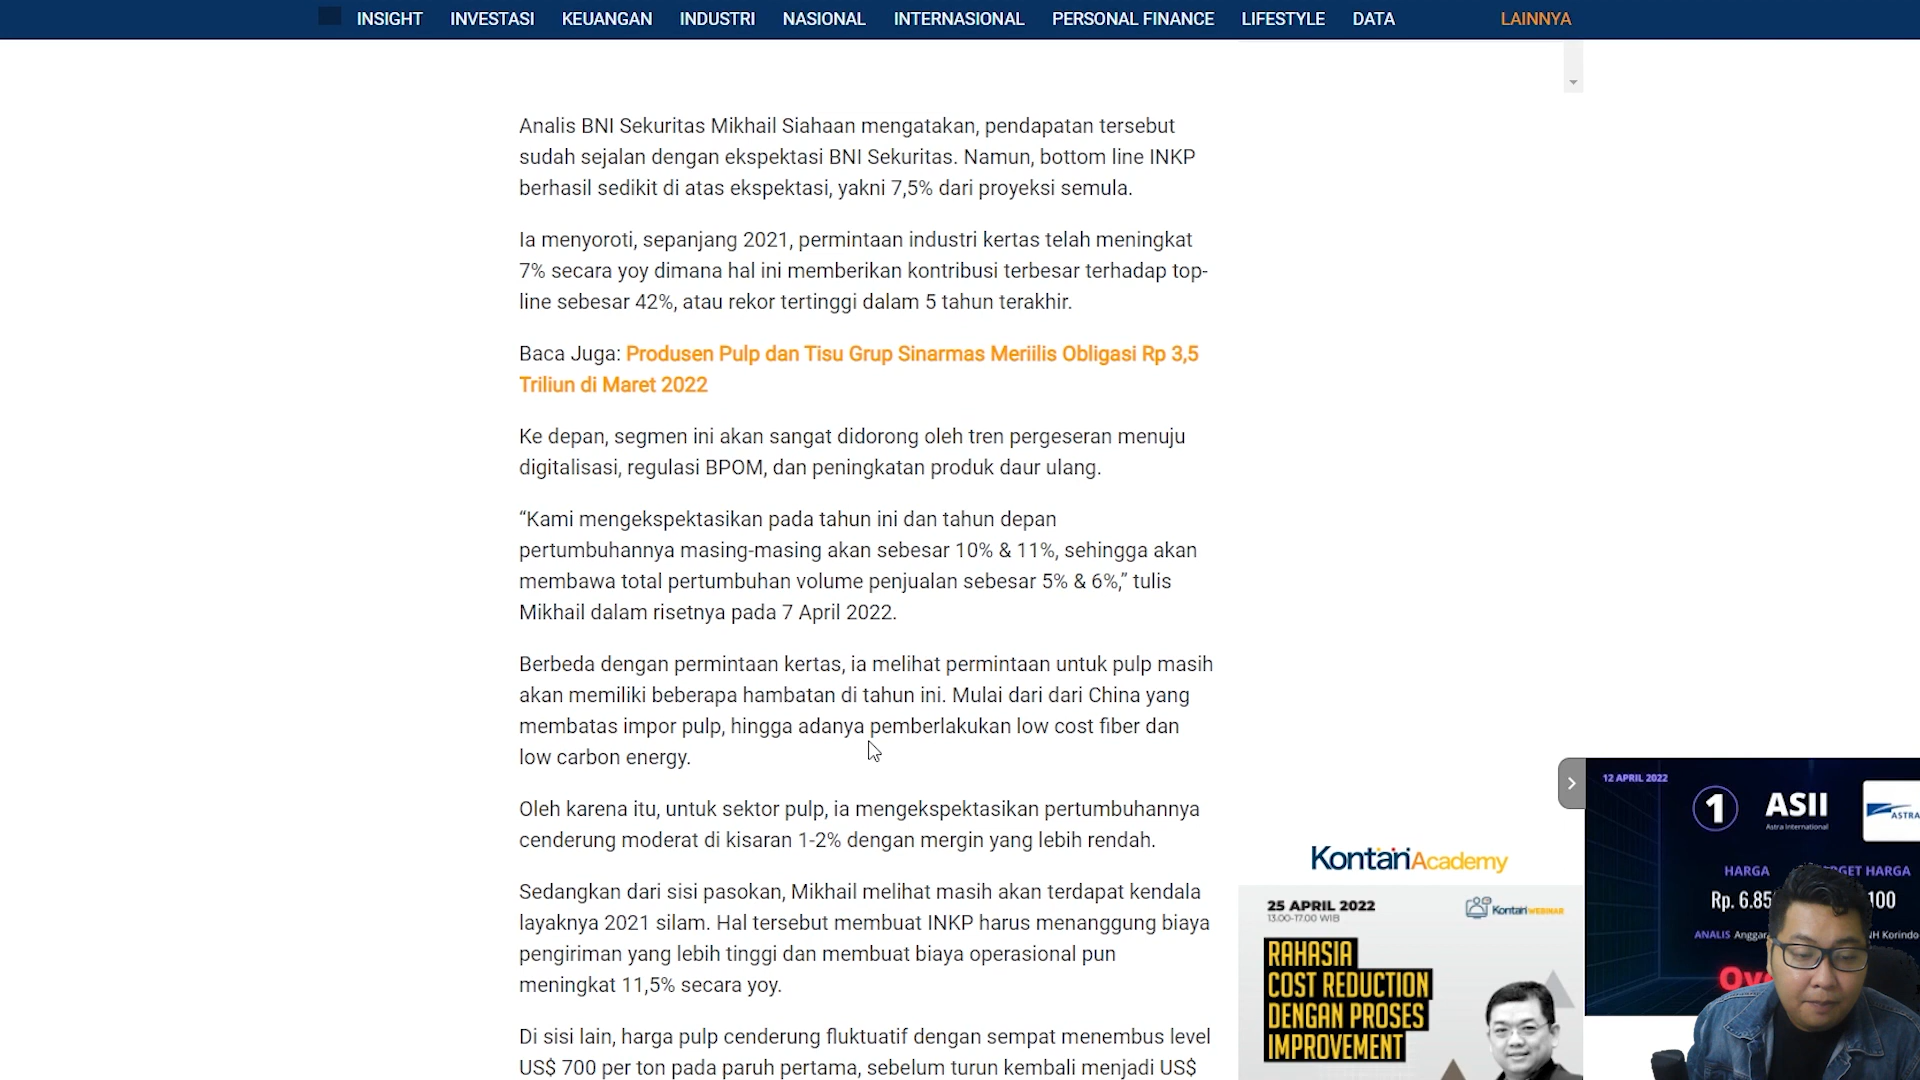 INSIGHT INVESTASI KEUANGAN INDUSTRI NASIONAL INTERNASIONAL PERSONAL FINANCE LIFESTYLE DATA LAINNYA
Analis BNI Sekuritas Mikhail Siahaan mengatakan, pendapatan tersebut
sudah sejalan dengan ekspektasi BNI Sekuritas. Namun, bottom line INKP
berhasil sedikit di atas ekspektasi, yakni 7,5% dari proyeksi semula.
Ia menyoroti, sepanjang 2021, permintaan industri kertas telah meningkat
7% secara yoy dimana hal ini memberikan kontribusi terbesar terhadap top-
line sebesar 42%, atau rekor tertinggi dalam 5 tahun terakhir.
Baca Juga: Produsen Pulp dan Tisu Grup Sinarmas Meriilis Obligasi Rp 3,5
Triliun di Maret 2022
Ke depan, segmen ini akan sangat didorong oleh tren pergeseran menuju
digitalisasi, regulasi BPOM, dan peningkatan produk daur ulang.
“Kami mengekspektasikan pada tahun ini dan tahun depan
pertumbuhannya masing-masing akan sebesar 10% & 11%, sehingga akan
membawa total pertumbuhan volume penjualan sebesar 5% & 6%,” tulis
Mikhail dalam risetnya pada 7 April 2022.
Berbeda dengan permintaan kertas, ia melihat permintaan untuk pulp masih
akan memiliki beberapa hambatan di tahun ini. Mulai dari dari China yang
membatas impor pulp, hingga adanya pemberlakukan low cost fiber dan
low carbon energy.
Oleh karena itu, untuk sektor pulp, ia mengekspektasikan pertumbuhannya
cenderung moderat di kisaran 1-2% dengan mergin yang lebih rendah.
Sedangkan dari sisi pasokan, Mikhail melihat masih akan terdapat kendala
layaknya 2021 silam. Hal tersebut membuat INKP harus menanggung biaya
pengiriman yang lebih tinggi dan membuat biaya operasional pun
meningkat 11,5% secara yoy.
Di sisi lain, harga pulp cenderung fluktuatif dengan sempat menembus level
US$ 700 per ton pada paruh pertama, sebelum turun kembali menjadi US$
Kontan Academy
25 APRIL 2022
13.00-17.00 WIB
Kontan WEBINAR
RAHASIA
COST REDUCTION
DENGAN PROSES
IMPROVEMENT
12 APRIL 2022
1 ASII
Astra International
ASTRA
HARGA
GET HARGA
Rp. 6.85
100
ANALIS Anggar
NH Korindo